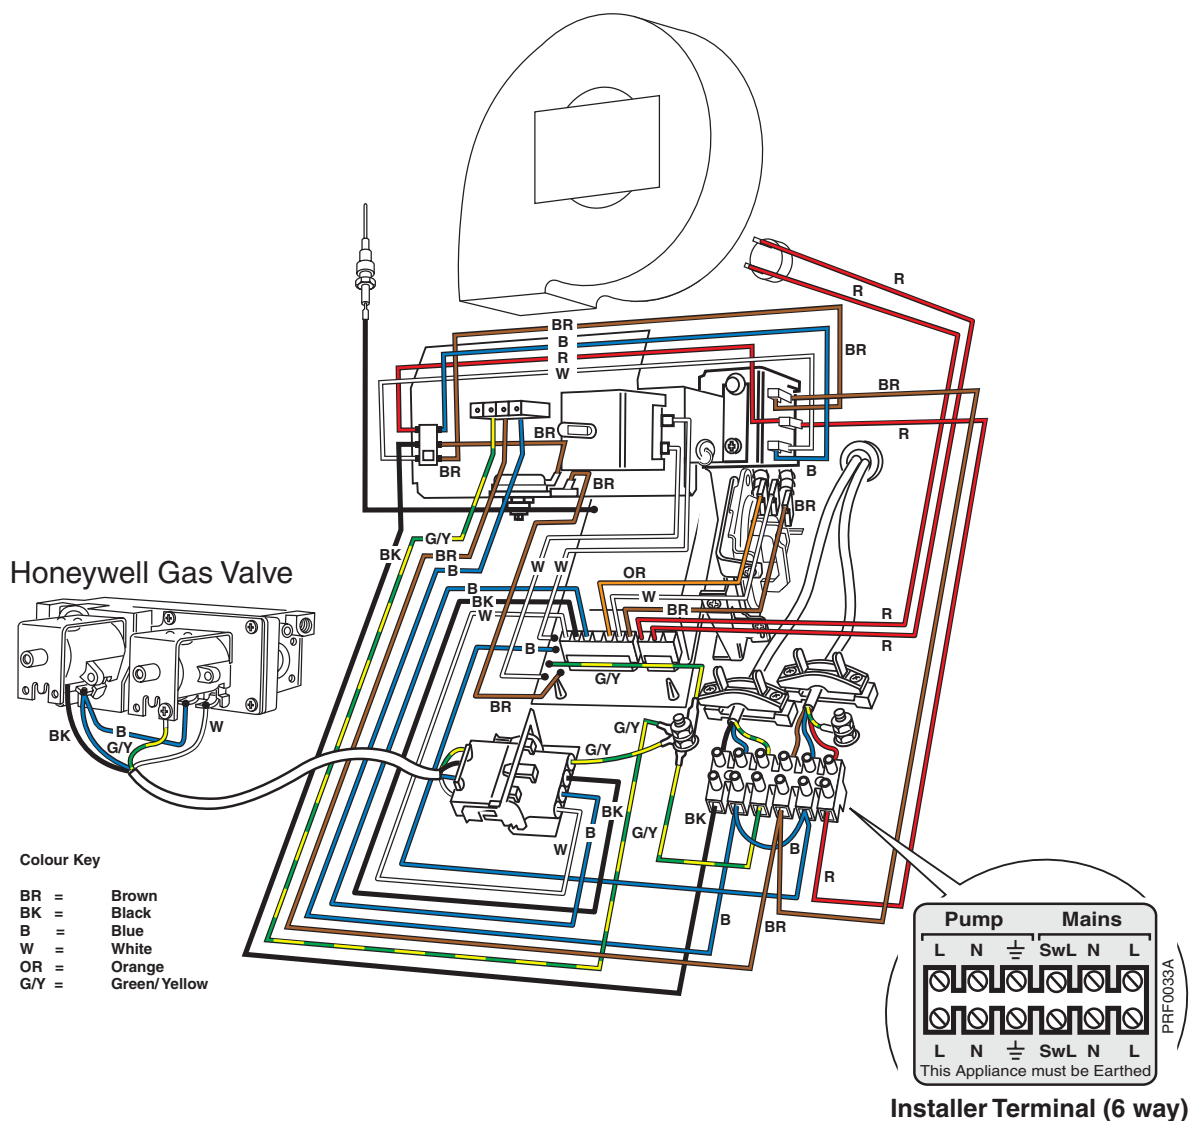 BR
B
R
W
R
R
BR
BR
R
BR
BR
BR
B
BR
BK
G/Y
BR
B
W
W
OR
B
BK
W
W
BR
R
R
B
G/Y
BR
Honeywell Gas Valve
BK
B
G/Y
W
G/Y
G/Y
BK
B
W
G/Y
BK
B
R
B
BR
Colour Key
BR = Brown
BK = Black
B = Blue
W = White
OR = Orange
G/Y = Green/Yellow
Pump Mains
L N SwL N L
L N SwL N L
This Appliance must be Earthed
PRF0033A
Installer Terminal (6 way)